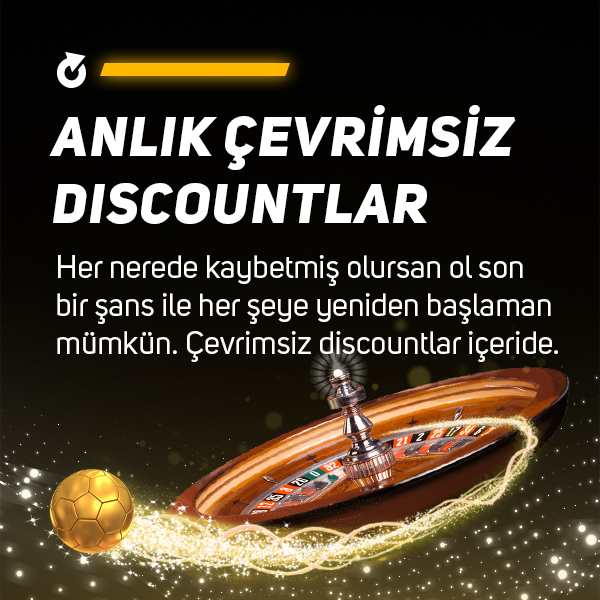 ANLIK ÇEVRİMSİZ
DISCOUNTLAR
Her nerede kaybetmiş olursan ol son
bir şans ile her şeye yeniden başlaman
mümkün. Çevrimsiz discountlar içeride.